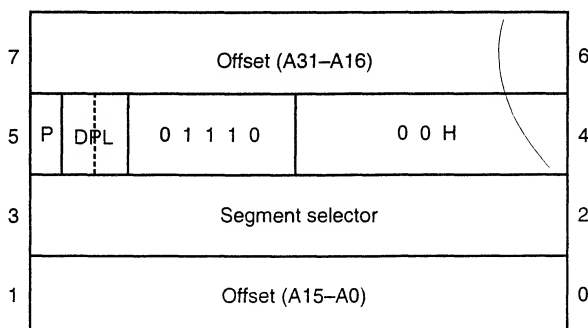 7 Offset (A31–A16) 6
5 P DPL 0 1 1 1 0 0 0 H 4
3 Segment selector 2
1 Offset (A15–A0) 0